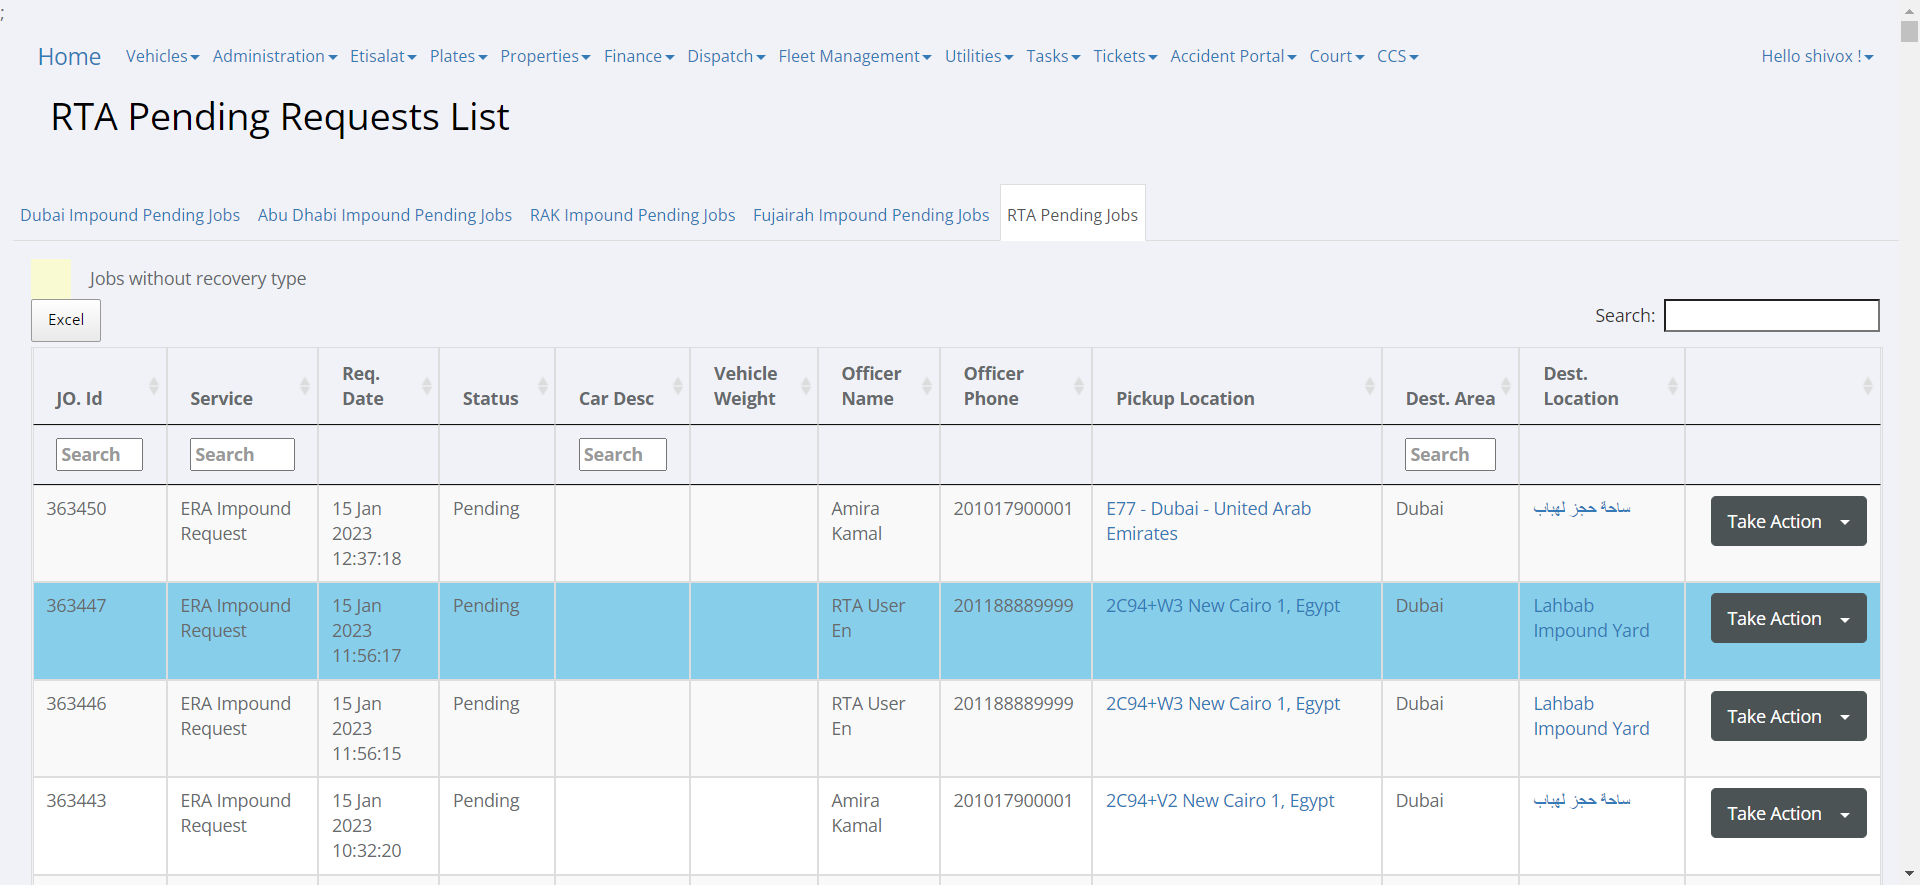 ;
Home Vehicles Administration Etisalat Plates Properties Finance Dispatch Fleet Management Utilities Tasks Tickets Accident Portal Court CCS Hello shivox !
RTA Pending Requests List
Dubai Impound Pending Jobs Abu Dhabi Impound Pending Jobs RAK Impound Pending Jobs Fujairah Impound Pending Jobs RTA Pending Jobs
Jobs without recovery type
Excel Search:
JO. Id Service Req. Date Status Car Desc Vehicle Weight Officer Name Officer Phone Pickup Location Dest. Area Dest. Location
Search Search Search Search
363450 ERA Impound Request 15 Jan 2023 12:37:18 Pending Amira Kamal 201017900001 E77 - Dubai - United Arab Emirates Dubai ساحة حجز لهباب Take Action
363447 ERA Impound Request 15 Jan 2023 11:56:17 Pending RTA User En 201188889999 2C94+W3 New Cairo 1, Egypt Dubai Lahbab Impound Yard Take Action
363446 ERA Impound Request 15 Jan 2023 11:56:15 Pending RTA User En 201188889999 2C94+W3 New Cairo 1, Egypt Dubai Lahbab Impound Yard Take Action
363443 ERA Impound Request 15 Jan 2023 10:32:20 Pending Amira Kamal 201017900001 2C94+V2 New Cairo 1, Egypt Dubai ساحة حجز لهباب Take Action